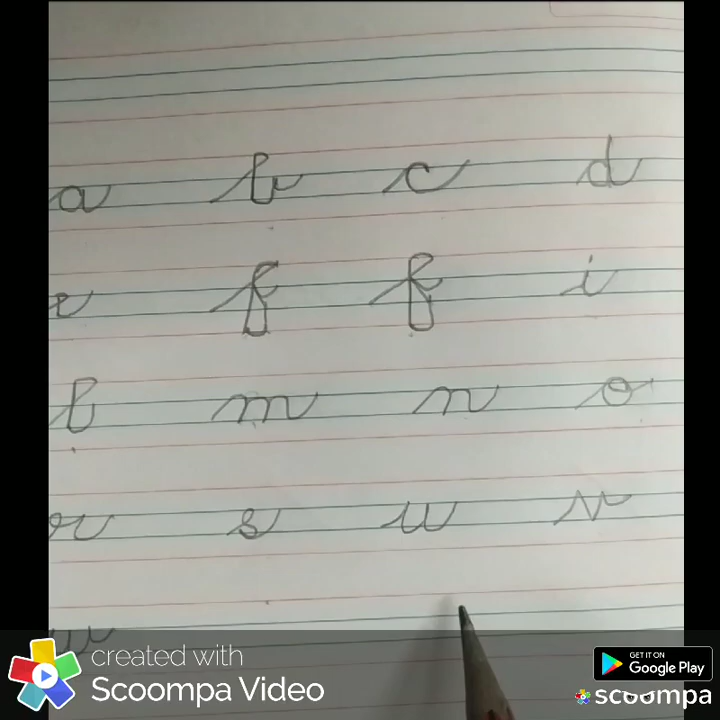 a b c d
e f f i
l m n o
r s u v
w
created with
Scoompa Video
GET IT ON
Google Play
scoompa